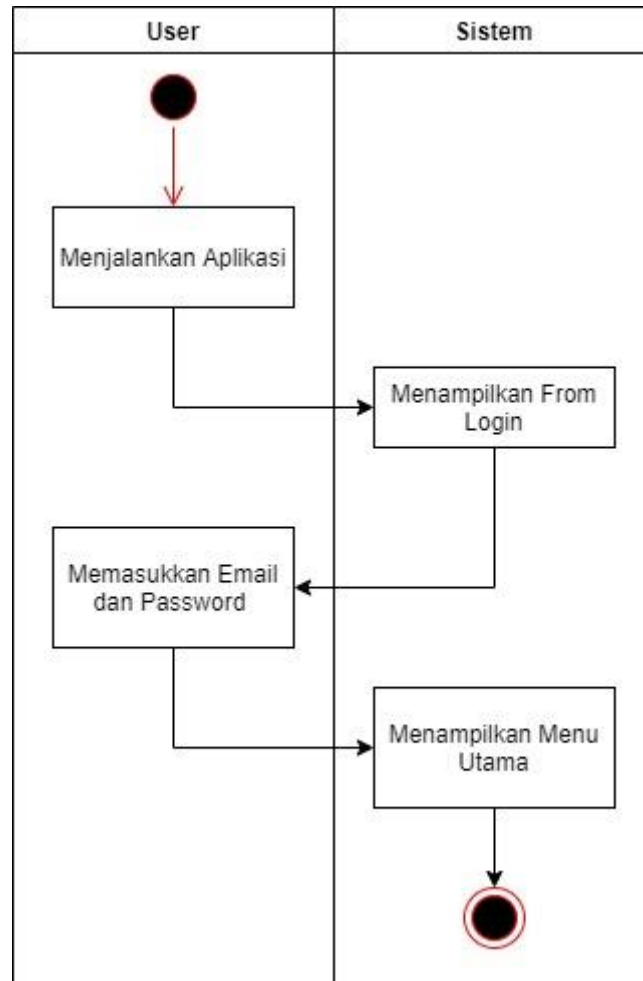 User
Sistem
Menjalankan Aplikasi
Menampilkan From
Login
Memasukkan Email
dan Password
Menampilkan Menu
Utama